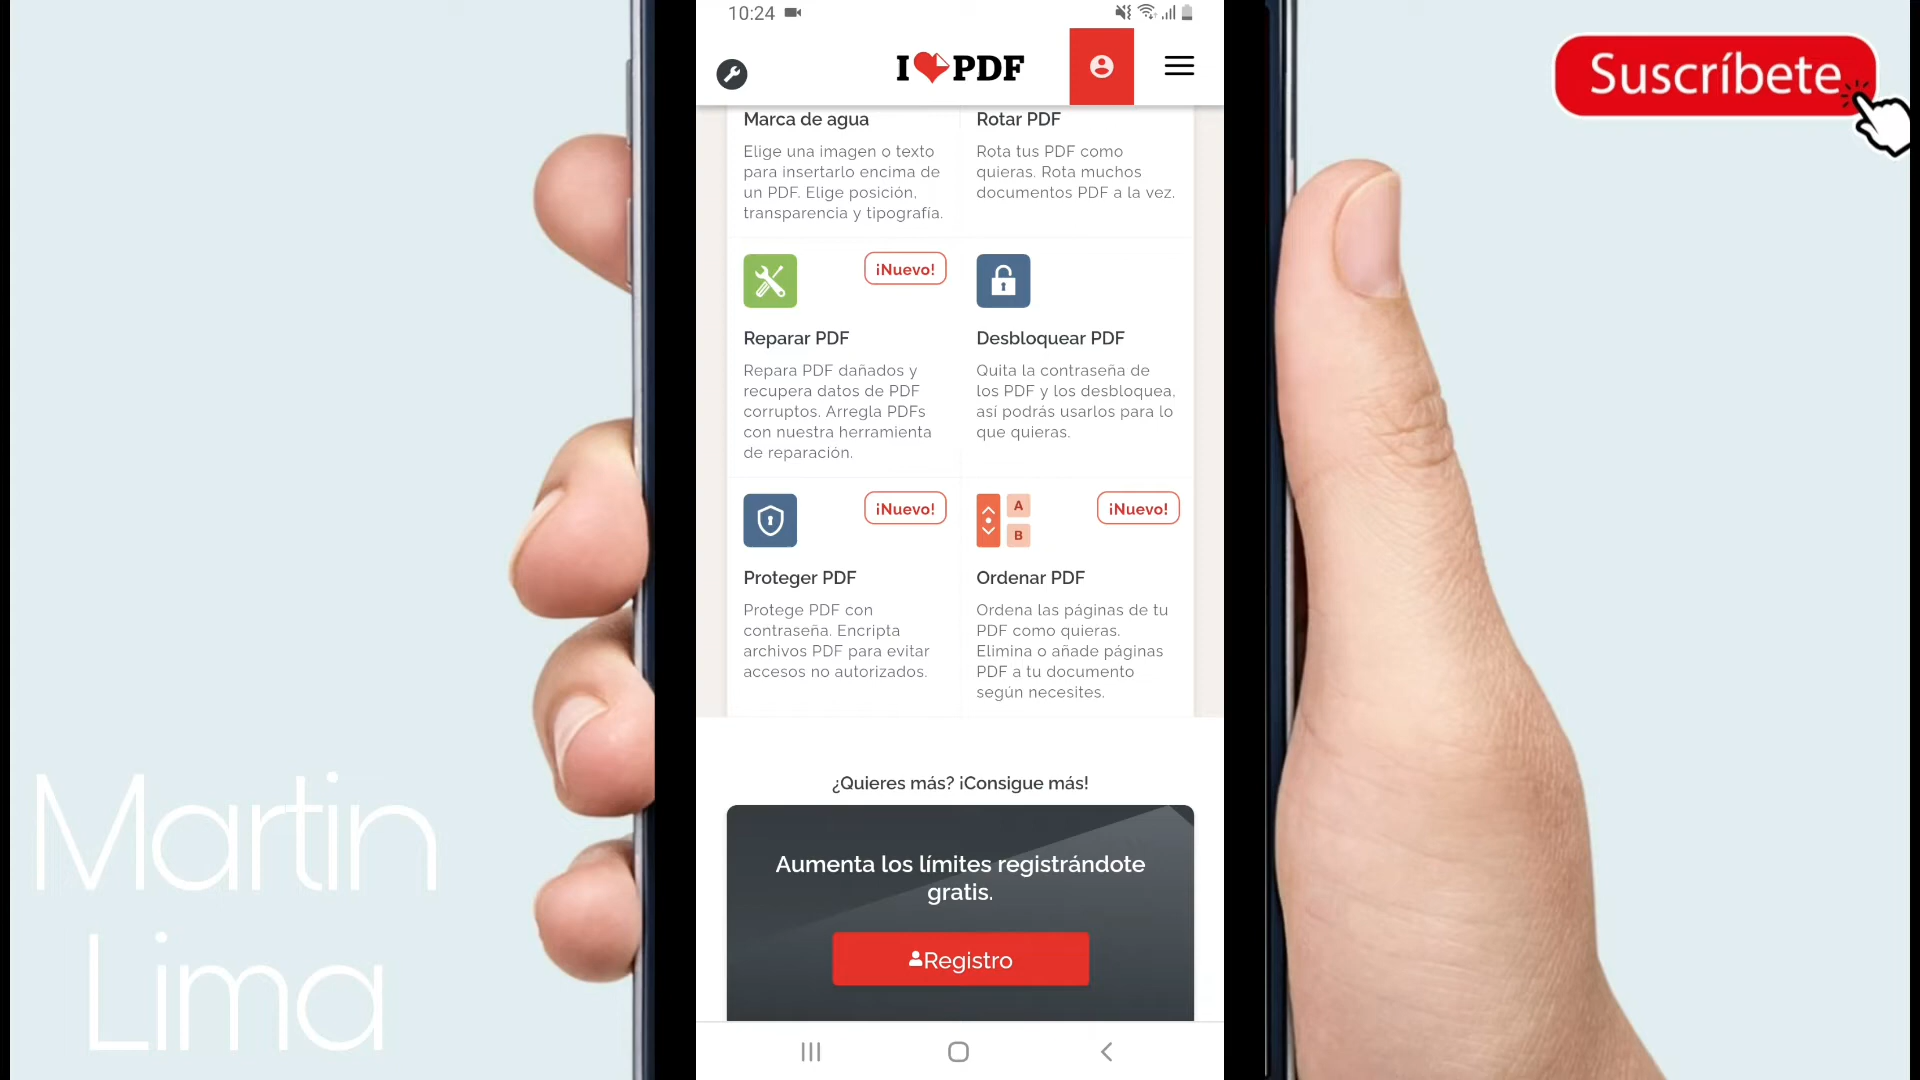 10:24
I PDF
Suscríbete
Marca de agua
Elige una imagen o texto
para insertarlo encima de
un PDF. Elige posición,
transparencia y tipografía.
Rotar PDF
Rota tus PDF como
quieras. Rota muchos
documentos PDF a la vez.
¡Nuevo!
Reparar PDF
Repara PDF dañados y
recupera datos de PDF
corruptos. Arregla PDFs
con nuestra herramienta
de reparación.
Desbloquear PDF
Quita la contraseña de
los PDF y los desbloquea,
así podrás usarlos para lo
que quieras.
¡Nuevo!
Proteger PDF
Protege PDF con
contraseña. Encripta
archivos PDF para evitar
accesos no autorizados.
A
B
¡Nuevo!
Ordenar PDF
Ordena las páginas de tu
PDF como quieras.
Elimina o añade páginas
PDF a tu documento
según necesites.
¿Quieres más? ¡Consigue más!
Aumenta los límites registrándote
gratis.
Registro
Martin
Lima